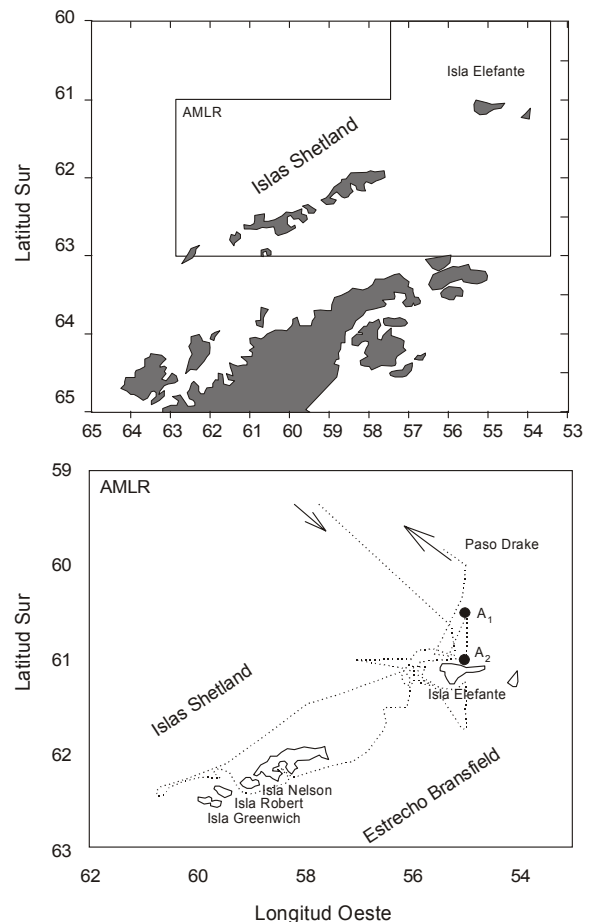 60
61
62
63
64
65
Latitud Sur
AMLR
Isla Elefante
Islas Shetland
65 64 63 62 61 60 59 58 57 56 55 54 53
59
60
61
62
63
Latitud Sur
AMLR
Paso Drake
A1
A2
Isla Elefante
Islas Shetland
Isla Nelson
Isla Robert
Isla Greenwich
Estrecho Bransfield
62 60 58 56 54
Longitud Oeste